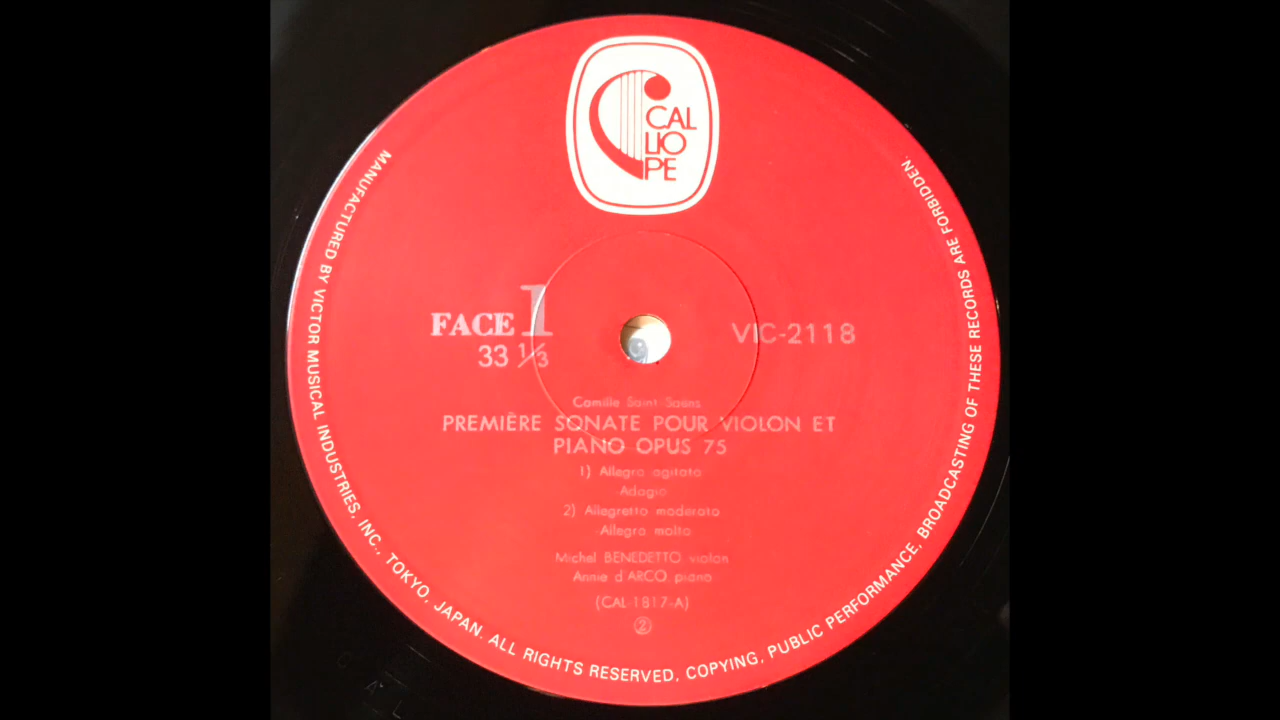 CAL
LIO
PE
FACE 1
33 1/3
VIC-2118
Camille Saint-Saëns
PREMIÈRE SONATE POUR VIOLON ET
PIANO OPUS 75
1) Allegro agitato
Adagio
2) Allegretto moderato
Allegro molto
Michel BENEDETTO violon
Annie d'ARCO piano
(CAL-1817-A)
②
MANUFACTURED BY VICTOR MUSICAL INDUSTRIES, INC., TOKYO, JAPAN. ALL RIGHTS RESERVED, COPYING, PUBLIC PERFORMANCE, BROADCASTING OF THESE RECORDS ARE FORBIDDEN.